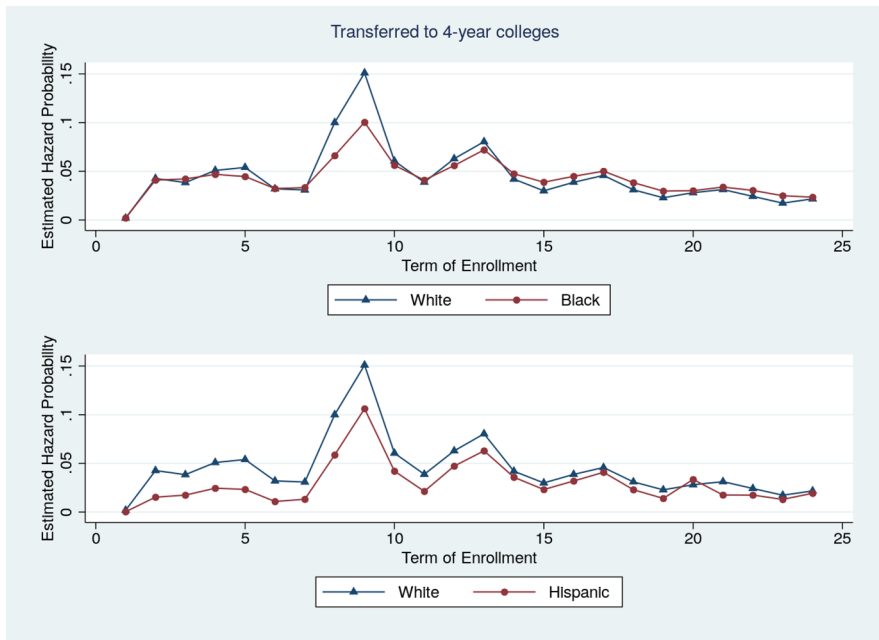 Transferred to 4-year colleges
Estimated Hazard Probability
.15
.1
.05
0
0 5 10 15 20 25
Term of Enrollment
White Black
Estimated Hazard Probability
.15
.1
.05
0
0 5 10 15 20 25
Term of Enrollment
White Hispanic